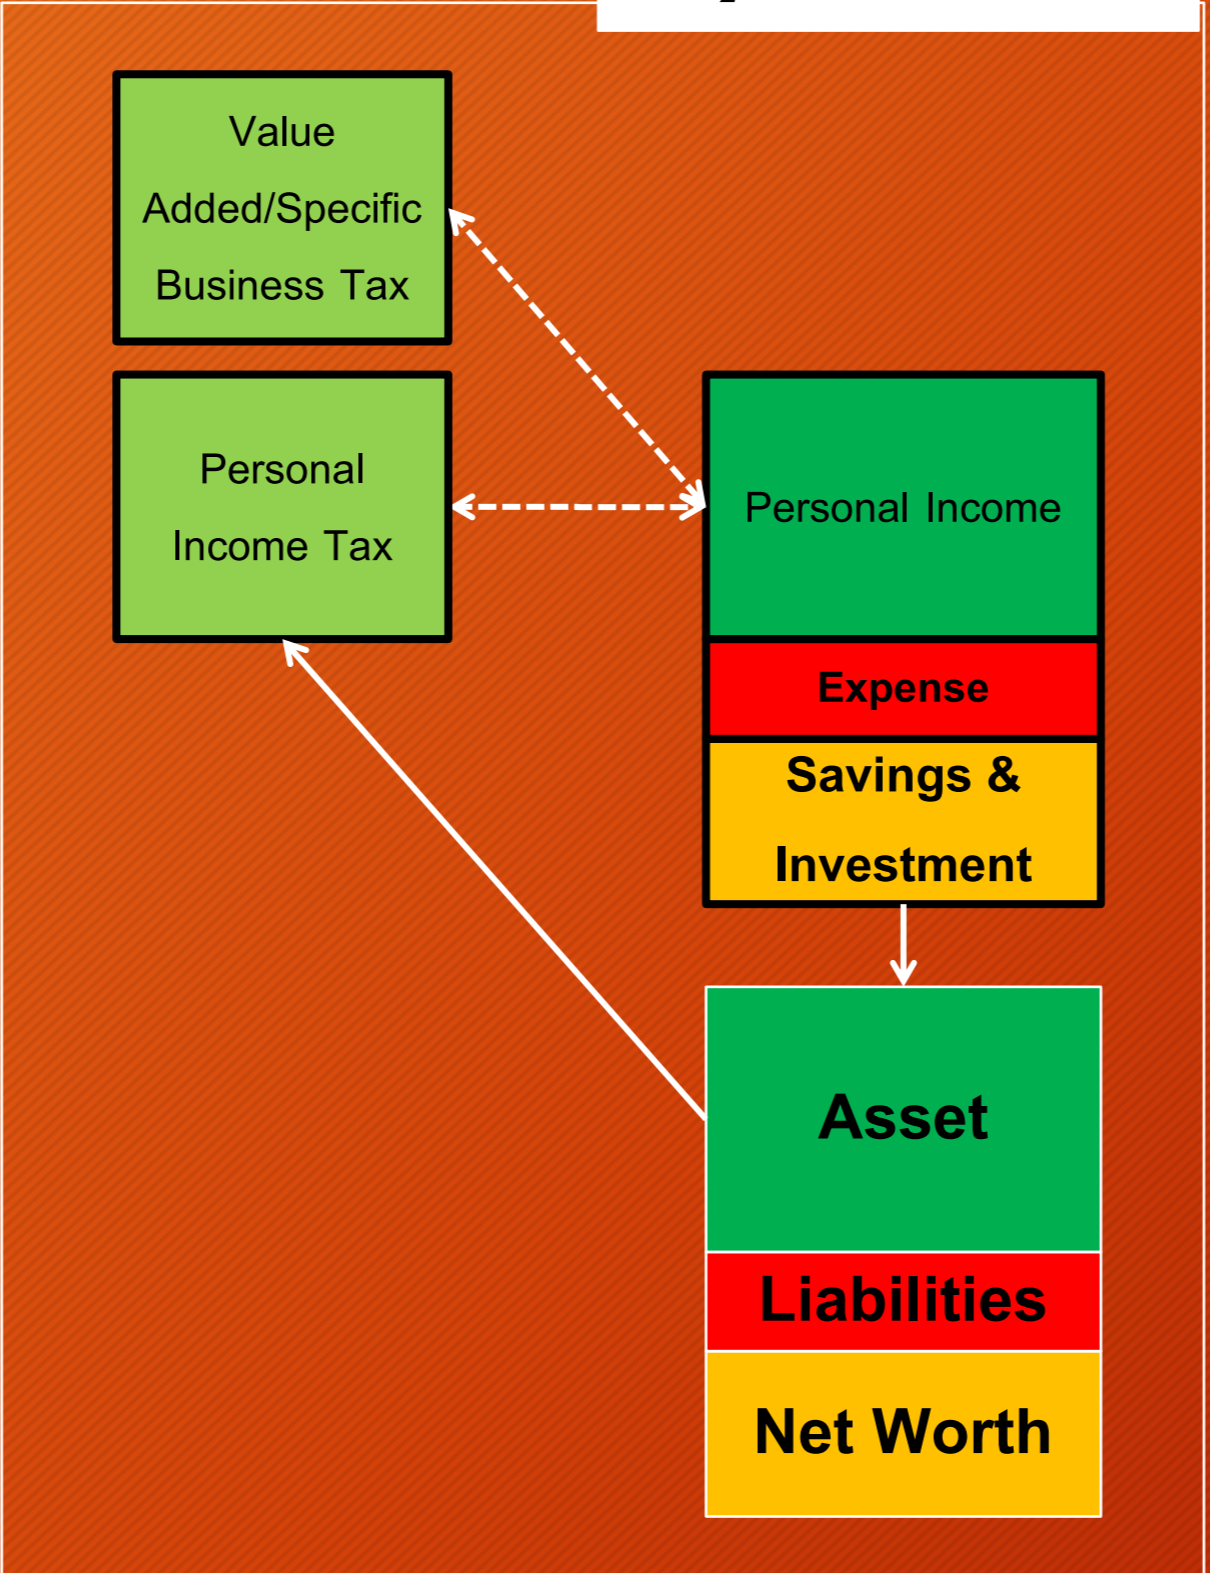 Value
Added/Specific
Business Tax
Personal
Income Tax
Personal Income
Expense
Savings &
Investment
Asset
Liabilities
Net Worth